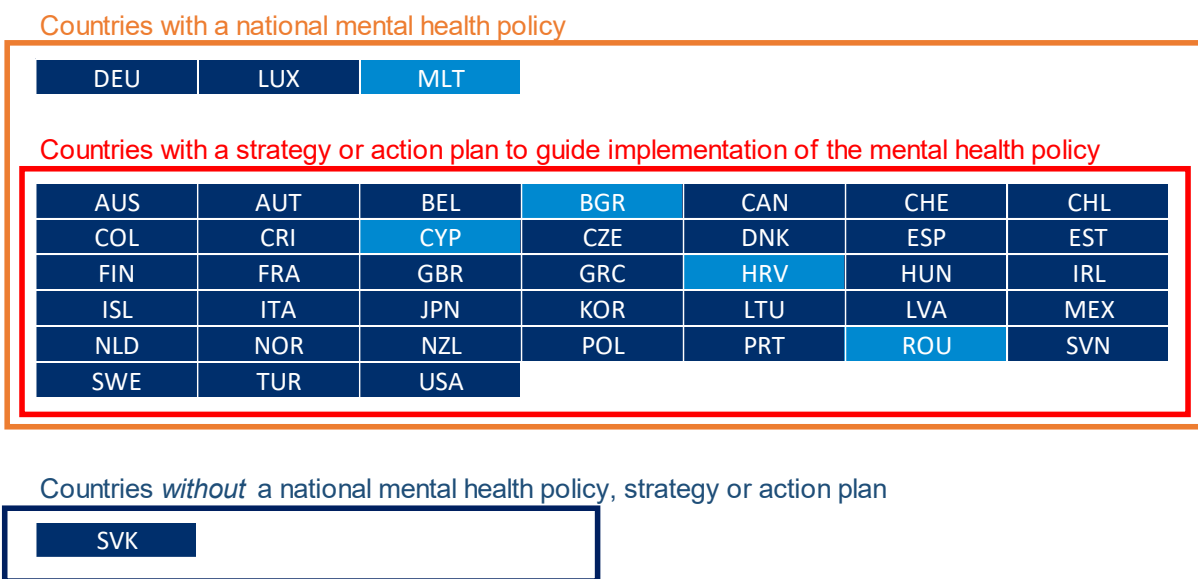 Countries with a national mental health policy
DEU LUX MLT
Countries with a strategy or action plan to guide implementation of the mental health policy
AUS AUT BEL BGR CAN CHE CHL
COL CRI CYP CZE DNK ESP EST
FIN FRA GBR GRC HRV HUN IRL
ISL ITA JPN KOR LTU LVA MEX
NLD NOR NZL POL PRT ROU SVN
SWE TUR USA
Countries without a national mental health policy, strategy or action plan
SVK